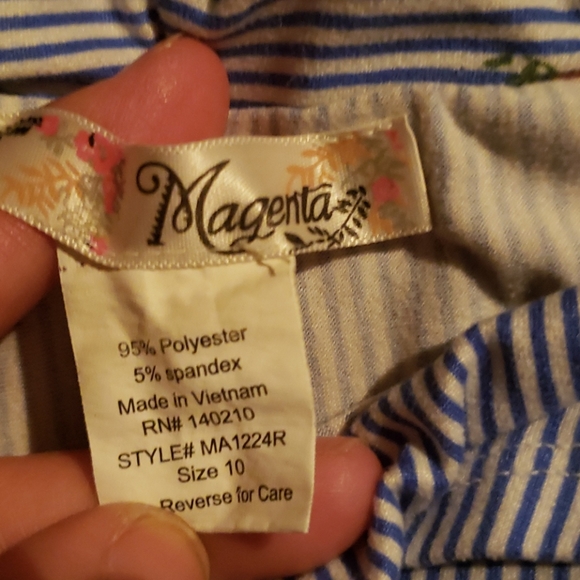 Magenta
95% Polyester
5% spandex
Made in Vietnam
RN# 140210
STYLE# MA1224R
Size 10
Reverse for Care